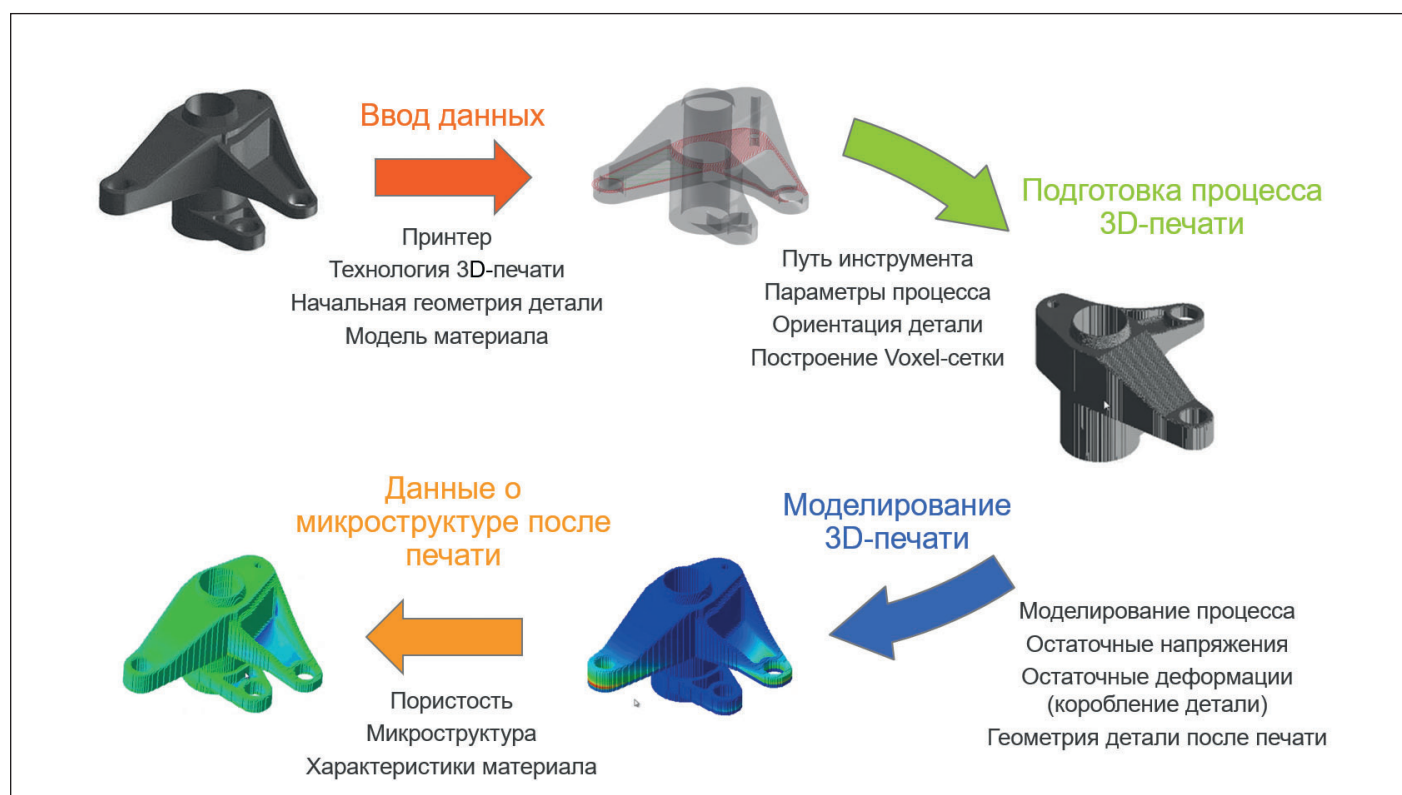 Ввод данных
Принтер
Технология 3D-печати
Начальная геометрия детали
Модель материала
Подготовка процесса
3D-печати
Путь инструмента
Параметры процесса
Ориентация детали
Построение Voxel-сетки
Моделирование
3D-печати
Моделирование процесса
Остаточные напряжения
Остаточные деформации
(коробление детали)
Геометрия детали после печати
Данные о
микроструктуре после
печати
Пористость
Микроструктура
Характеристики материала